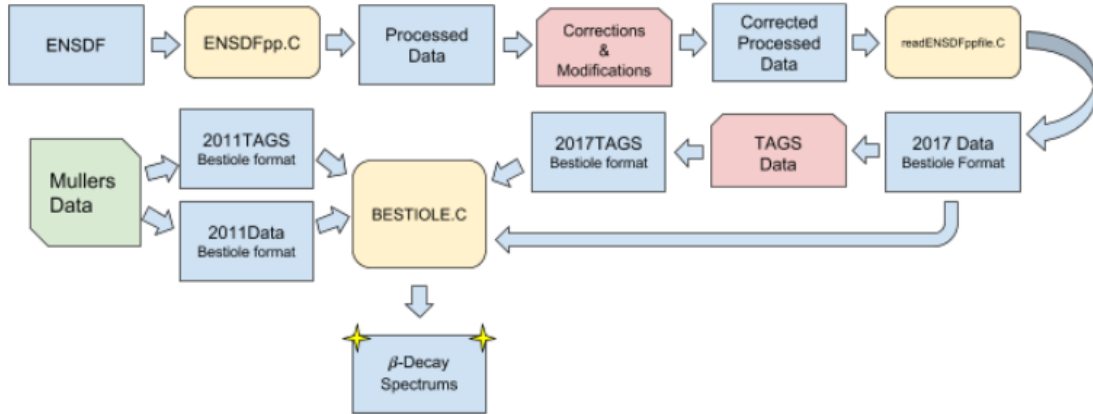 ENSDF
ENSDFpp.C
Processed
Data
Corrections
&
Modifications
Corrected
Processed
Data
readENSDFppfile.C
Mullers
Data
2011TAGS
Bestiole format
2011Data
Bestiole format
BESTIOLE.C
2017TAGS
Bestiole format
TAGS
Data
2017 Data
Bestiole Format
β-Decay
Spectrums